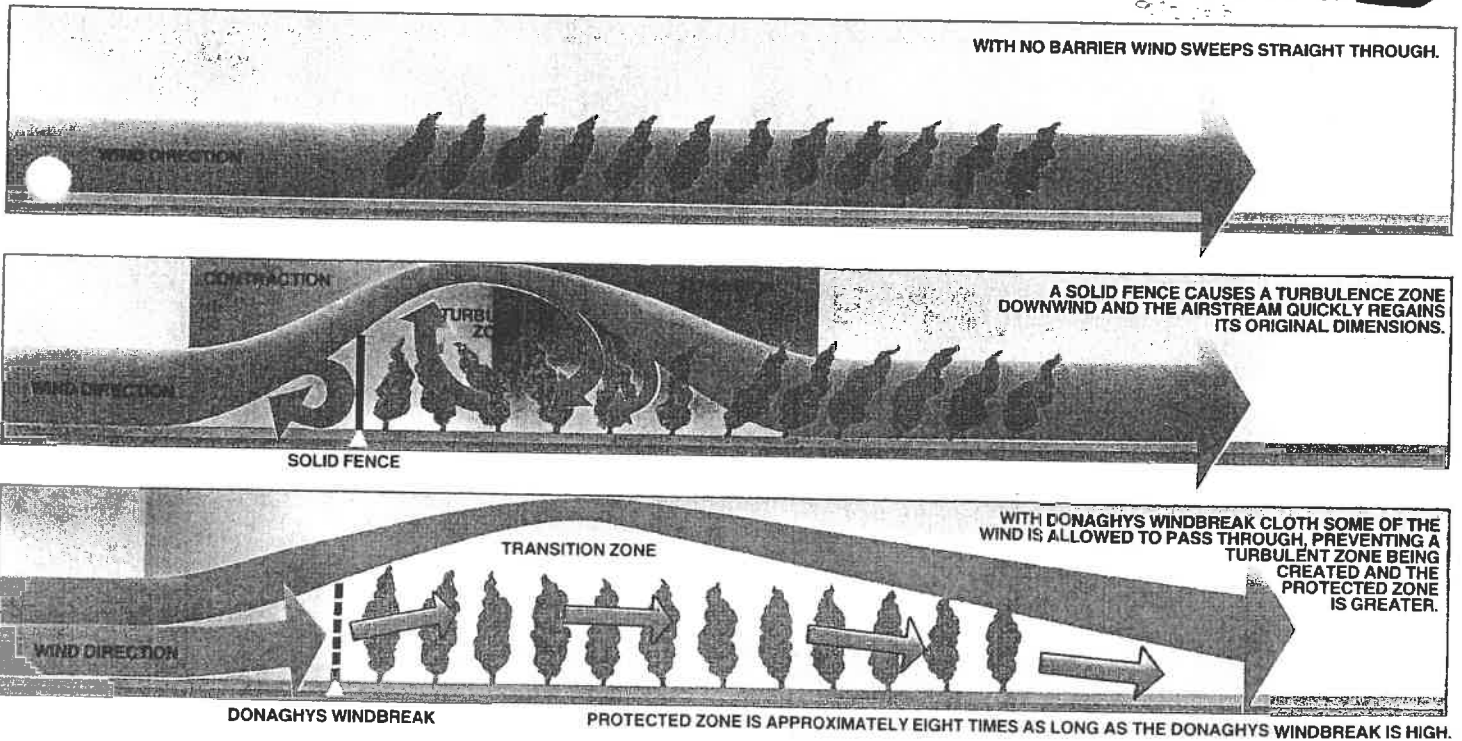 WITH NO BARRIER WIND SWEEPS STRAIGHT THROUGH.
WIND DIRECTION
CONTRACTION
A SOLID FENCE CAUSES A TURBULENCE ZONE
DOWNWIND AND THE AIRSTREAM QUICKLY REGAINS
ITS ORIGINAL DIMENSIONS.
WIND DIRECTION
SOLID FENCE
WITH DONAGHYS WINDBREAK CLOTH SOME OF THE
WIND IS ALLOWED TO PASS THROUGH, PREVENTING A
TURBULENT ZONE BEING
CREATED AND THE
PROTECTED ZONE
IS GREATER.
TRANSITION ZONE
WIND DIRECTION
DONAGHYS WINDBREAK
PROTECTED ZONE IS APPROXIMATELY EIGHT TIMES AS LONG AS THE DONAGHYS WINDBREAK IS HIGH.